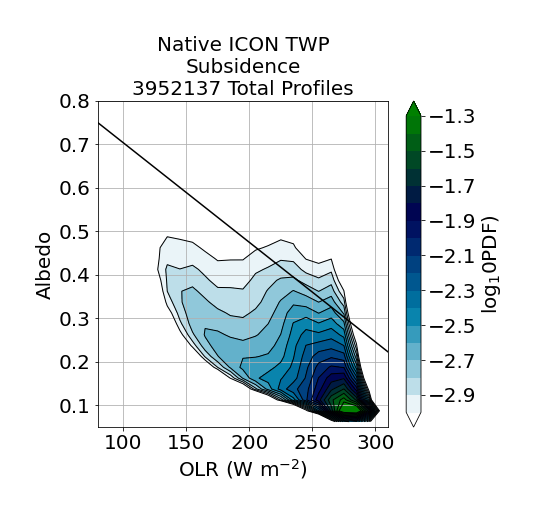 Native ICON TWP
Subsidence
3952137 Total Profiles
0.8
0.7
0.6
0.5
0.4
0.3
0.2
0.1
Albedo
100 150 200 250 300
OLR (W m⁻²)
−1.3
−1.5
−1.7
−1.9
−2.1
−2.3
−2.5
−2.7
−2.9
log₁0PDF)